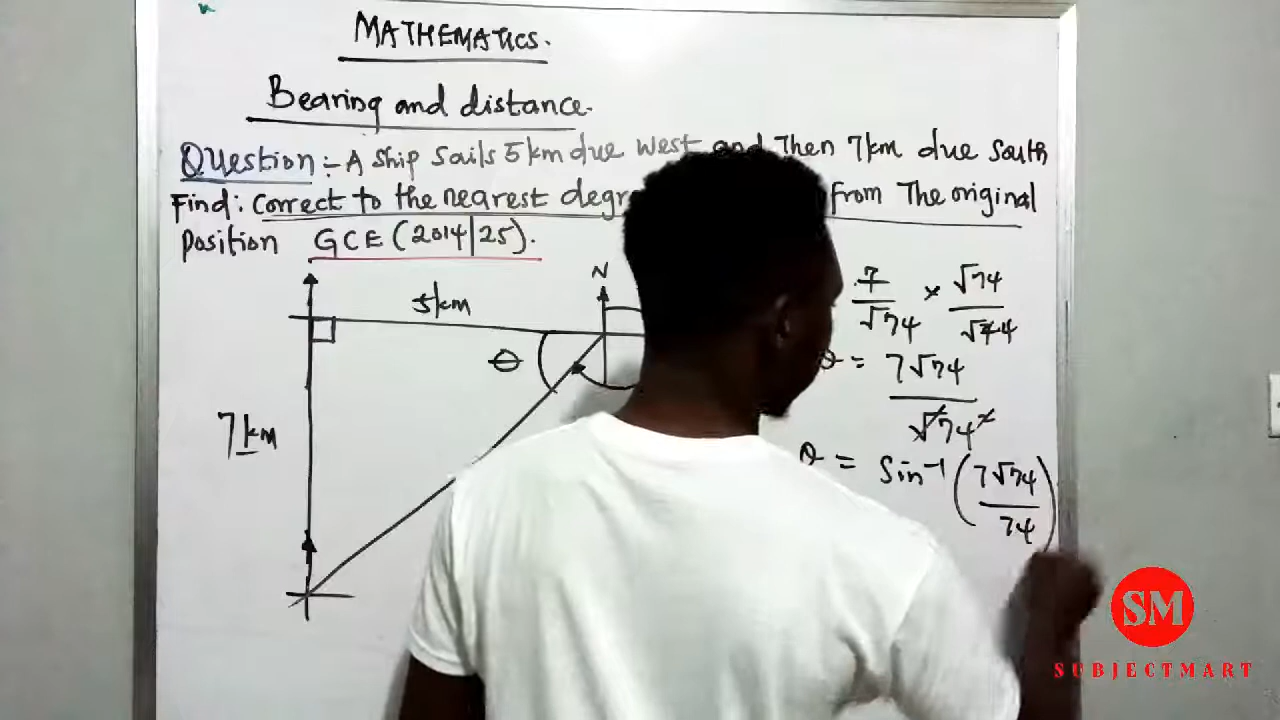 MATHEMATICS.
Bearing and distance.
Question:- A ship sails 5km due west and Then 7km due south
Find: Correct to the nearest degr from The original
position GCE (2014/25).
N
5km
θ
7km
7/√74 × √74/√74
θ = 7√74/√74²
θ = Sin⁻¹ (7√74/74)
SM
SUBJECTMART